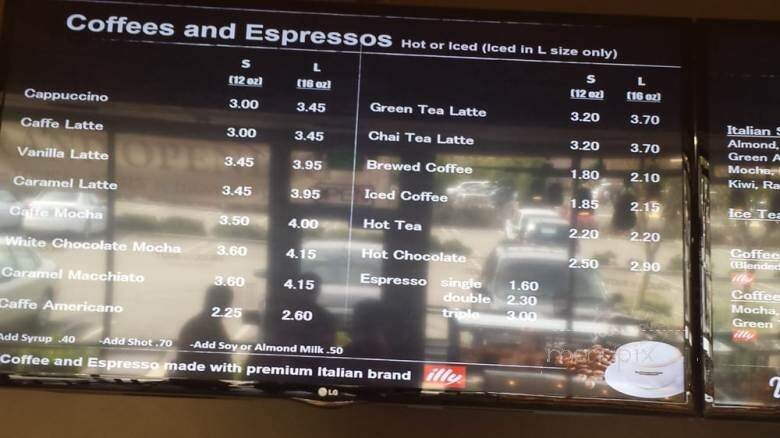 Coffees and Espressos Hot or Iced (Iced in L size only)
S L
(12 oz) (16 oz)
Cappuccino 3.00 3.45
Caffe Latte 3.00 3.45
Vanilla Latte 3.45 3.95
Caramel Latte 3.45 3.95
Caffe Mocha 3.50 4.00
White Chocolate Mocha 3.60 4.15
Caramel Macchiato 3.60 4.15
Caffe Americano 2.25 2.60
S L
(12 oz) (16 oz)
Green Tea Latte 3.20 3.70
Chai Tea Latte 3.20 3.70
Brewed Coffee 1.80 2.10
Iced Coffee 1.85 2.15
Hot Tea 2.20 2.20
Hot Chocolate 2.50 2.90
Espresso single 1.60
double 2.30
triple 3.00
Add Syrup .40 -Add Shot .70 -Add Soy or Almond Milk .50
Coffee and Espresso made with premium Italian brand illy
menupix
LG
OPEN
Italian
Almond,
Green
Mocha,
Kiwi,
Ice Tea
Coffee
(Blended
illy
Coffee
Mocha,
Green
illy